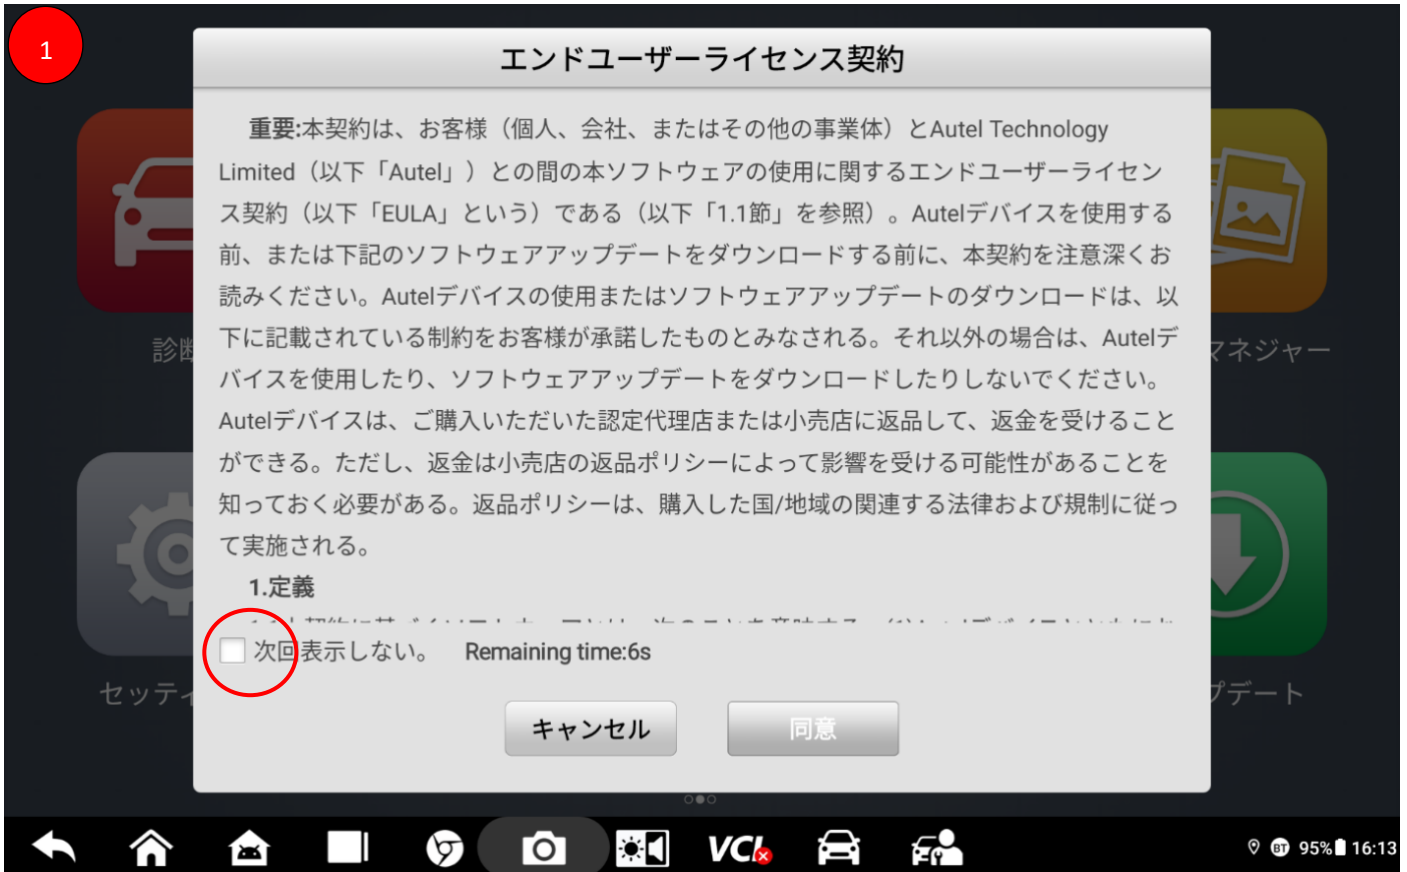 1
エンドユーザーライセンス契約
重要:本契約は、お客様（個人、会社、またはその他の事業体）とAutel Technology
Limited（以下「Autel」）との間の本ソフトウェアの使用に関するエンドユーザーライセン
ス契約（以下「EULA」という）である（以下「1.1節」を参照）。Autelデバイスを使用する
前、または下記のソフトウェアアップデートをダウンロードする前に、本契約を注意深くお
読みください。Autelデバイスの使用またはソフトウェアアップデートのダウンロードは、以
下に記載されている制約をお客様が承諾したものとみなされる。それ以外の場合は、Autelデ
バイスを使用したり、ソフトウェアアップデートをダウンロードしたりしないでください。
Autelデバイスは、ご購入いただいた認定代理店または小売店に返品して、返金を受けること
ができる。ただし、返金は小売店の返品ポリシーによって影響を受ける可能性があることを
知っておく必要がある。返品ポリシーは、購入した国/地域の関連する法律および規制に従っ
て実施される。
1.定義
次回表示しない。 Remaining time:6s
キャンセル 同意
診断
マネジャー
セッティ
プデート
VCI
BT 95% 16:13